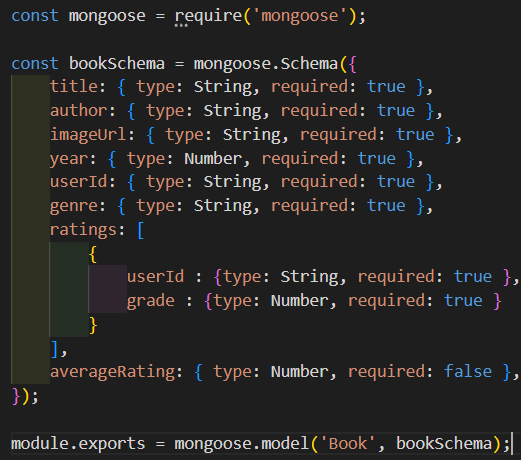 const mongoose = require('mongoose');
const bookSchema = mongoose.Schema({
title: { type: String, required: true },
author: { type: String, required: true },
imageUrl: { type: String, required: true },
year: { type: Number, required: true },
userId: { type: String, required: true },
genre: { type: String, required: true },
ratings: [
{
userId : {type: String, required: true },
grade : {type: Number, required: true }
}
],
averageRating: { type: Number, required: false },
});
module.exports = mongoose.model('Book', bookSchema);